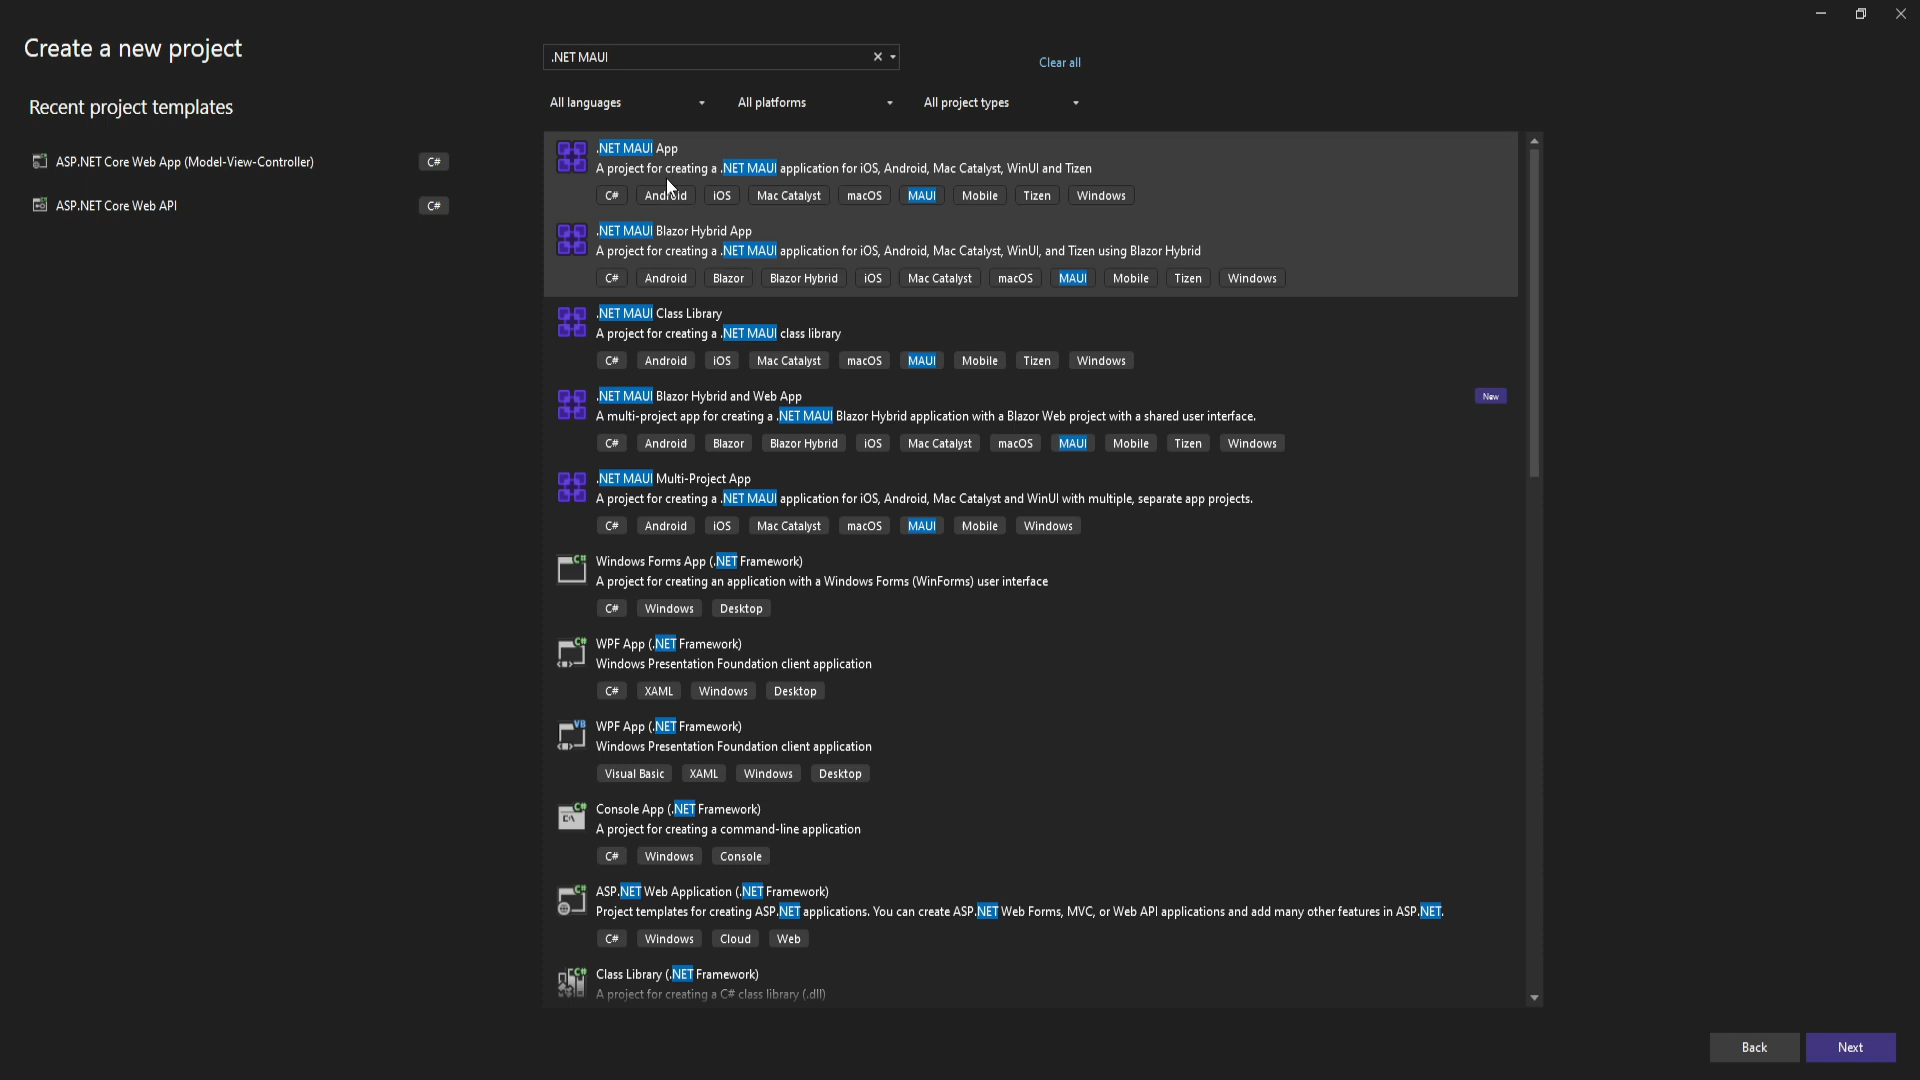 Create a new project
.NET MAUI
Clear all
All languages
All platforms
All project types
Recent project templates
ASP.NET Core Web App (Model-View-Controller)
C#
ASP.NET Core Web API
C#
.NET MAUI App
A project for creating a .NET MAUI application for iOS, Android, Mac Catalyst, WinUI and Tizen
C# Android iOS Mac Catalyst macOS MAUI Mobile Tizen Windows
.NET MAUI Blazor Hybrid App
A project for creating a .NET MAUI application for iOS, Android, Mac Catalyst, WinUI, and Tizen using Blazor Hybrid
C# Android Blazor Blazor Hybrid iOS Mac Catalyst macOS MAUI Mobile Tizen Windows
.NET MAUI Class Library
A project for creating a .NET MAUI class library
C# Android iOS Mac Catalyst macOS MAUI Mobile Tizen Windows
.NET MAUI Blazor Hybrid and Web App
New
A multi-project app for creating a .NET MAUI Blazor Hybrid application with a Blazor Web project with a shared user interface.
C# Android Blazor Blazor Hybrid iOS Mac Catalyst macOS MAUI Mobile Tizen Windows
.NET MAUI Multi-Project App
A project for creating a .NET MAUI application for iOS, Android, Mac Catalyst and WinUI with multiple, separate app projects.
C# Android iOS Mac Catalyst macOS MAUI Mobile Windows
Windows Forms App (.NET Framework)
A project for creating an application with a Windows Forms (WinForms) user interface
C# Windows Desktop
WPF App (.NET Framework)
Windows Presentation Foundation client application
C# XAML Windows Desktop
WPF App (.NET Framework)
Windows Presentation Foundation client application
Visual Basic XAML Windows Desktop
Console App (.NET Framework)
A project for creating a command-line application
C# Windows Console
ASP.NET Web Application (.NET Framework)
Project templates for creating ASP.NET applications. You can create ASP.NET Web Forms, MVC, or Web API applications and add many other features in ASP.NET.
C# Windows Cloud Web
Class Library (.NET Framework)
A project for creating a C# class library (.dll)
Back
Next